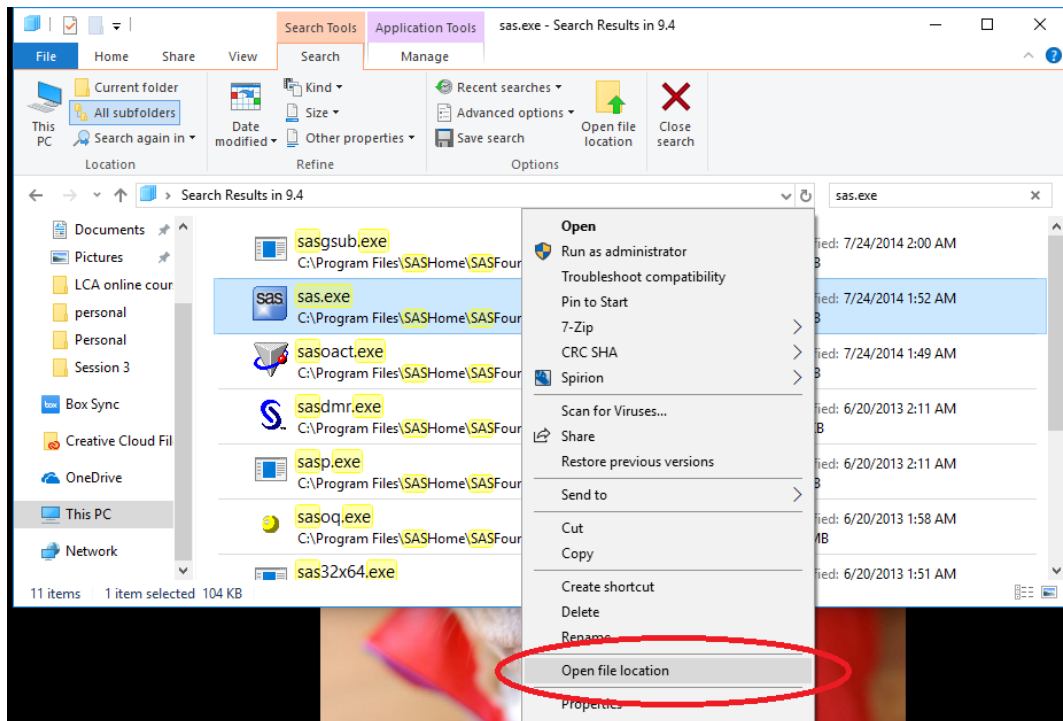 Search Tools Application Tools sas.exe - Search Results in 9.4
File Home Share View Search Manage
Current folder
All subfolders
Search again in
This PC
Location
Date modified
Kind
Size
Other properties
Refine
Recent searches
Advanced options
Save search
Open file location
Options
Close search
Search Results in 9.4
sas.exe
Documents
Pictures
LCA online cour
personal
Personal
Session 3
box Box Sync
Creative Cloud Fil
OneDrive
This PC
Network
sasgsub.exe
C:\Program Files\SASHome\SASFour
fied: 7/24/2014 2:00 AM
B
sas sas.exe
C:\Program Files\SASHome\SASFour
fied: 7/24/2014 1:52 AM
B
sasoact.exe
C:\Program Files\SASHome\SASFour
fied: 7/24/2014 1:49 AM
B
sasdmr.exe
C:\Program Files\SASHome\SASFour
fied: 6/20/2013 2:11 AM
B
sasp.exe
C:\Program Files\SASHome\SASFour
fied: 6/20/2013 2:11 AM
B
sasoq.exe
C:\Program Files\SASHome\SASFour
fied: 6/20/2013 1:58 AM
MB
sas32x64.exe
fied: 6/20/2013 1:51 AM
Open
Run as administrator
Troubleshoot compatibility
Pin to Start
7-Zip
CRC SHA
Spirion
Scan for Viruses...
Share
Restore previous versions
Send to
Cut
Copy
Create shortcut
Delete
Rename
Open file location
Properties
11 items 1 item selected 104 KB